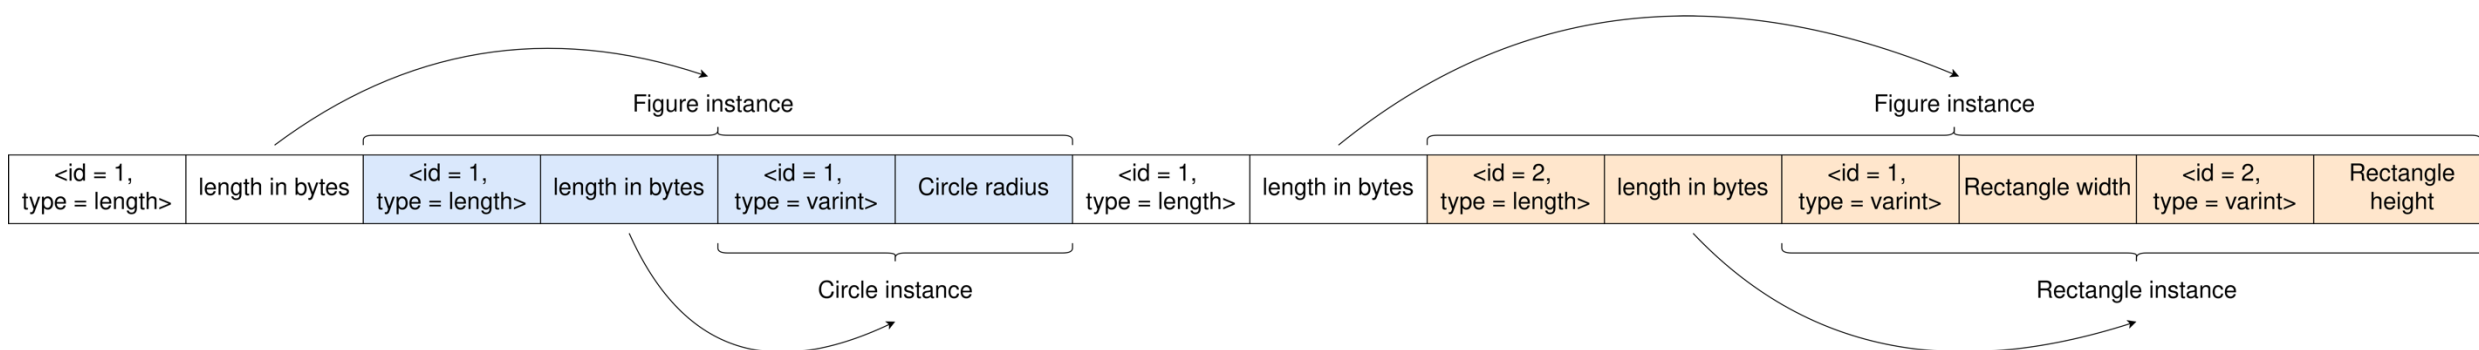 Figure instance
Figure instance
<id = 1,
type = length>
length in bytes
<id = 1,
type = length>
length in bytes
<id = 1,
type = varint>
Circle radius
<id = 1,
type = length>
length in bytes
<id = 2,
type = length>
length in bytes
<id = 1,
type = varint>
Rectangle width
<id = 2,
type = varint>
Rectangle
height
Circle instance
Rectangle instance